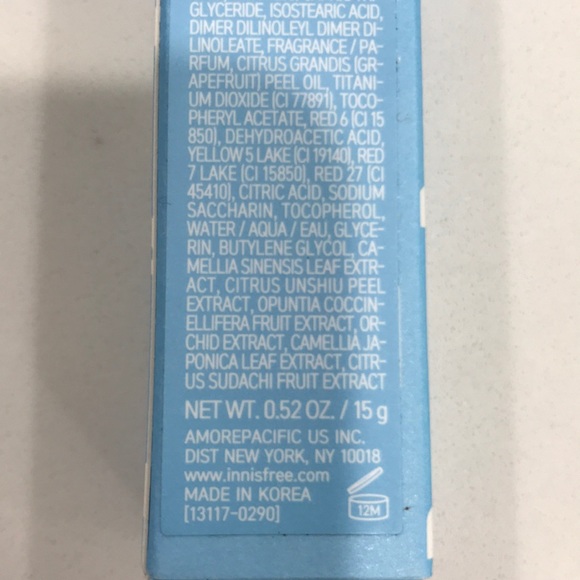 GLYCERIDE, ISOSTEARIC ACID,
DIMER DILINOLEYL DIMER DI-
LINOLEATE, FRAGRANCE / PA-
RFUM, CITRUS GRANDIS (GR-
APEFRUIT) PEEL OIL, TITANI-
UM DIOXIDE (CI 77891), TOCO-
PHERYL ACETATE, RED 6 (CI 15
850), DEHYDROACETIC ACID,
YELLOW 5 LAKE (CI 19140), RED
7 LAKE (CI 15850), RED 27 (CI
45410), CITRIC ACID, SODIUM
SACCHARIN, TOCOPHEROL,
WATER / AQUA / EAU, GLYCE-
RIN, BUTYLENE GLYCOL, CA-
MELLIA SINENSIS LEAF EXTR-
ACT, CITRUS UNSHIU PEEL
EXTRACT, OPUNTIA COCCIN-
ELLIFERA FRUIT EXTRACT, OR-
CHID EXTRACT, CAMELLIA JA-
PONICA LEAF EXTRACT, CITR-
US SUDACHI FRUIT EXTRACT
NET WT. 0.52 OZ. / 15 g
AMOREPACIFIC US INC.
DIST NEW YORK, NY 10018
www.innisfree.com
MADE IN KOREA
[13117-0290]
12M